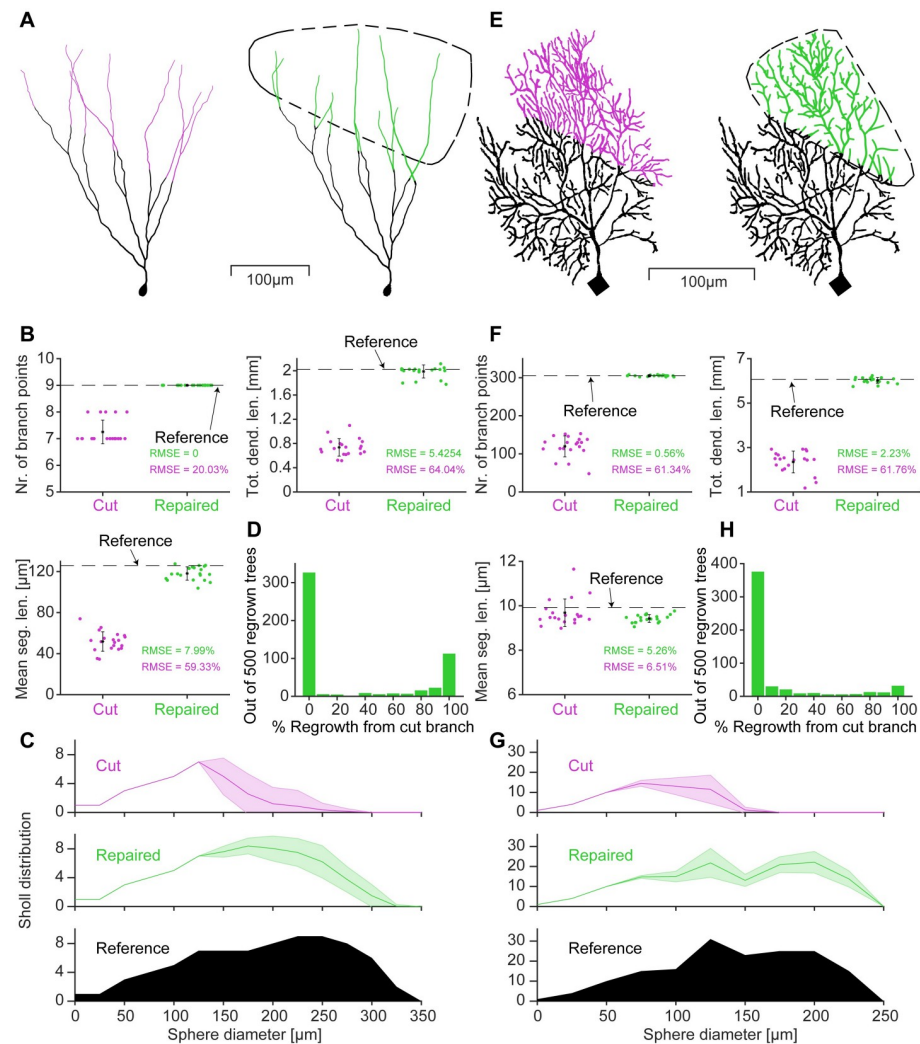 A
E
100µm
100µm
B
F
Nr. of branch points
10
9
8
7
6
5
Reference
RMSE = 0
RMSE = 20.03%
Cut
Repaired
Tot. dend. len. [mm]
2
1.6
1.2
0.8
0.4
0
Reference
RMSE = 5.4254
RMSE = 64.04%
Cut
Repaired
Nr. of branch points
300
200
100
0
Reference
RMSE = 0.56%
RMSE = 61.34%
Cut
Repaired
Tot. dend. len. [mm]
7
5
3
1
Reference
RMSE = 2.23%
RMSE = 61.76%
Cut
Repaired
Mean seg. len. [µm]
120
80
40
0
Reference
RMSE = 7.99%
RMSE = 59.33%
Cut
Repaired
D
Out of 500 regrown trees
300
200
100
0
0 20 40 60 80 100
% Regrowth from cut branch
Mean seg. len. [µm]
12
10
8
6
Reference
RMSE = 5.26%
RMSE = 6.51%
Cut
Repaired
H
Out of 500 regrown trees
400
300
200
100
0
0 20 40 60 80 100
% Regrowth from cut branch
C
Sholl distribution
8
4
0
Cut
8
4
0
Repaired
8
4
0
Reference
0 50 100 150 200 250 300 350
Sphere diameter [µm]
G
30
20
10
0
Cut
30
20
10
0
Repaired
30
20
10
0
Reference
0 50 100 150 200 250
Sphere diameter [µm]